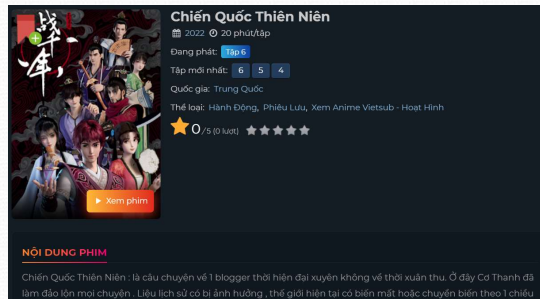 战
一
年
Chiến Quốc Thiên Niên
2022 20 phút/tập
Đang phát: Tập 6
Tập mới nhất: 6 5 4
Quốc gia: Trung Quốc
Thể loại: Hành Động, Phiêu Lưu, Xem Anime Vietsub - Hoạt Hình
0/5 (0 lượt)
Xem phim
NỘI DUNG PHIM
Chiến Quốc Thiên Niên : là câu chuyện về 1 blogger thời hiện đại xuyên không về thời xuân thu. Ở đây Cơ Thanh đã
làm đảo lộn mọi chuyện . Liệu lịch sử có bị ảnh hưởng , thế giới hiện tại có biến mất hoặc chuyển biến theo 1 chiều